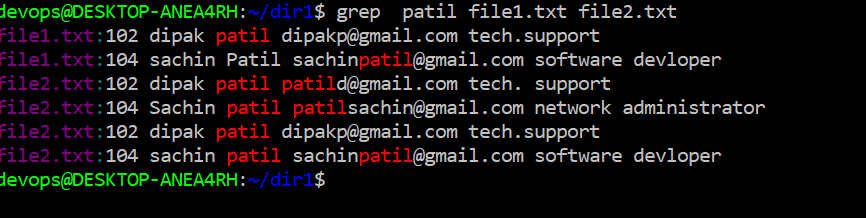 devops@DESKTOP-ANEA4RH:~/dir1$ grep  patil file1.txt file2.txt
file1.txt:102 dipak patil dipakp@gmail.com tech.support
file1.txt:104 sachin Patil sachinpatil@gmail.com software devloper
file2.txt:102 dipak patil patild@gmail.com tech. support
file2.txt:104 Sachin patil patilsachin@gmail.com network administrator
file2.txt:102 dipak patil dipakp@gmail.com tech.support
file2.txt:104 sachin patil sachinpatil@gmail.com software devloper
devops@DESKTOP-ANEA4RH:~/dir1$